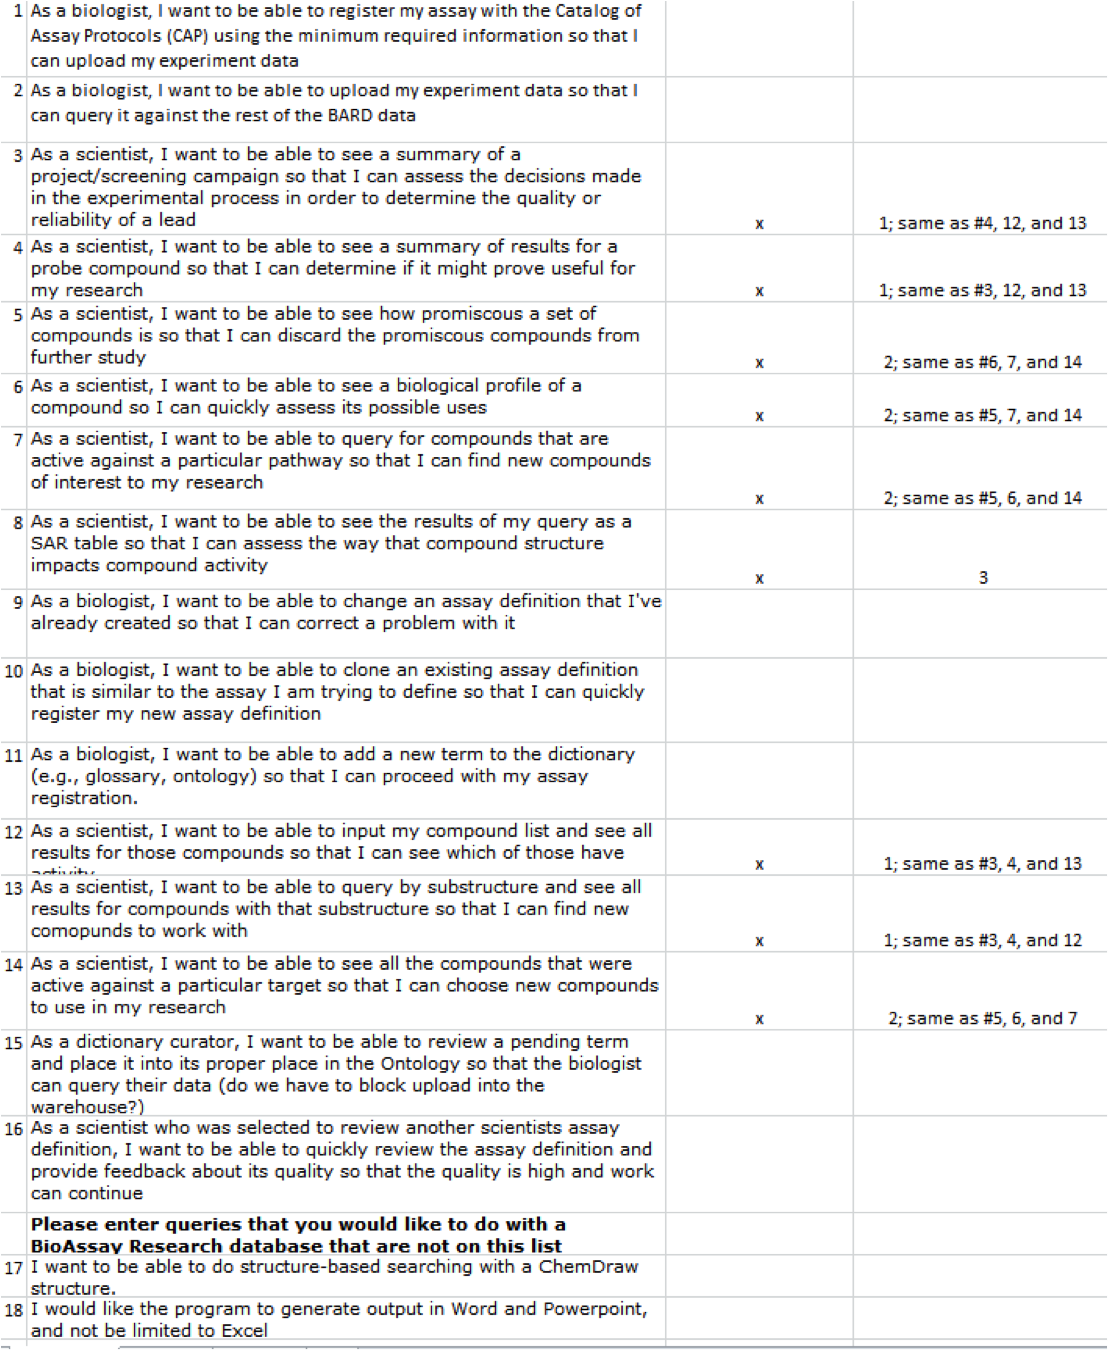 1 As a biologist, I want to be able to register my assay with the Catalog of
Assay Protocols (CAP) using the minimum required information so that I
can upload my experiment data
2 As a biologist, I want to be able to upload my experiment data so that I
can query it against the rest of the BARD data
3 As a scientist, I want to be able to see a summary of a
project/screening campaign so that I can assess the decisions made
in the experimental process in order to determine the quality or
reliability of a lead
x 1; same as #4, 12, and 13
4 As a scientist, I want to be able to see a summary of results for a
probe compound so that I can determine if it might prove useful for
my research
x 1; same as #3, 12, and 13
5 As a scientist, I want to be able to see how promiscous a set of
compounds is so that I can discard the promiscous compounds from
further study
x 2; same as #6, 7, and 14
6 As a scientist, I want to be able to see a biological profile of a
compound so I can quickly assess its possible uses
x 2; same as #5, 7, and 14
7 As a scientist, I want to be able to query for compounds that are
active against a particular pathway so that I can find new compounds
of interest to my research
x 2; same as #5, 6, and 14
8 As a scientist, I want to be able to see the results of my query as a
SAR table so that I can assess the way that compound structure
impacts compound activity
x 3
9 As a biologist, I want to be able to change an assay definition that I've
already created so that I can correct a problem with it
10 As a biologist, I want to be able to clone an existing assay definition
that is similar to the assay I am trying to define so that I can quickly
register my new assay definition
11 As a biologist, I want to be able to add a new term to the dictionary
(e.g., glossary, ontology) so that I can proceed with my assay
registration.
12 As a scientist, I want to be able to input my compound list and see all
results for those compounds so that I can see which of those have
activity
x 1; same as #3, 4, and 13
13 As a scientist, I want to be able to query by substructure and see all
results for compounds with that substructure so that I can find new
comopunds to work with
x 1; same as #3, 4, and 12
14 As a scientist, I want to be able to see all the compounds that were
active against a particular target so that I can choose new compounds
to use in my research
x 2; same as #5, 6, and 7
15 As a dictionary curator, I want to be able to review a pending term
and place it into its proper place in the Ontology so that the biologist
can query their data (do we have to block upload into the
warehouse?)
16 As a scientist who was selected to review another scientists assay
definition, I want to be able to quickly review the assay definition and
provide feedback about its quality so that the quality is high and work
can continue
Please enter queries that you would like to do with a
BioAssay Research database that are not on this list
17 I want to be able to do structure-based searching with a ChemDraw
structure.
18 I would like the program to generate output in Word and Powerpoint,
and not be limited to Excel